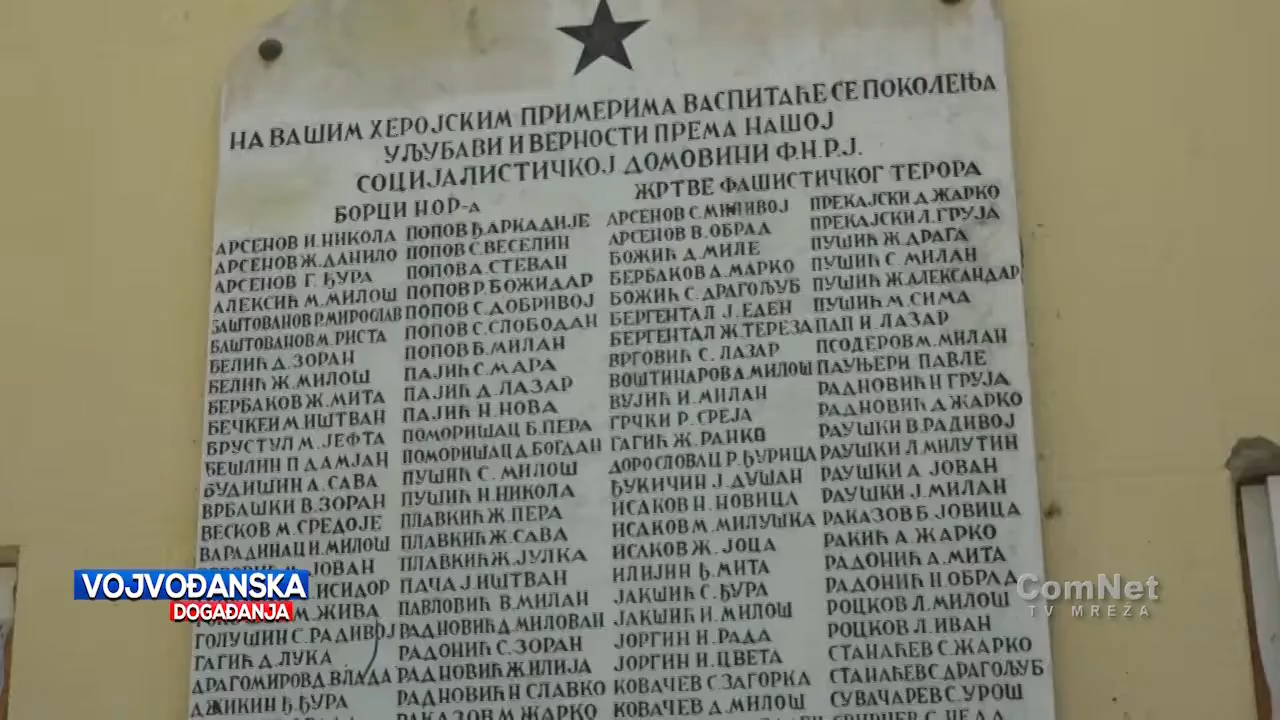 НА ВАШИМ ХЕРОЈСКИМ ПРИМЕРИМА ВАСПИТАЋЕ СЕ ПОКОЛЕЊА
У ЉУБАВИ И ВЕРНОСТИ ПРЕМА НАШОЈ
СОЦИЈАЛИСТИЧКОЈ ДОМОВИНИ Ф.Н.Р.Ј.
БОРЦИ НОР-а
АРСЕНОВ И. НИКОЛА
АРСЕНОВ Ж. ДАНИЛО
АРСЕНОВ Г. ЂУРА
АЛЕКСИЋ М. МИЛОШ
БАШТОВАНОВ Р. МИРОСЛАВ
БАШТОВАНОВ М. РИСТА
БЕЛИЋ Д. ЗОРАН
БЕЛИЋ Ж. МИЛОШ
БЕРБАКОВ Ж. МИТА
БЕЧКЕИ М. ИШТВАН
БРУСТУЛ М. ЈЕФТА
БЕШЛИН П. ДАМЈАН
БУДИШИН А. САВА
ВРБАШКИ В. ЗОРАН
ВЕСКОВ М. СРЕДОЈЕ
ВАРАДИНАЦ И. МИЛОШ
ЈОВАН
ИСИДОР
М. ЖИВА
ГОЛУШИН С. РАДИВОЈ
ГАГИЋ Д. ЛУКА
ДРАГОМИРОВ Д. ВЛАДА
ЏИКИН Ђ. ЂУРА
ПОПОВ Ђ. АРКАДИЈЕ
ПОПОВ С. ВЕСЕЛИН
ПОПОВ А. СТЕВАН
ПОПОВ Р. БОЖИДАР
ПОПОВ С. ДОБРИВОЈ
ПОПОВ С. СЛОБОДАН
ПОПОВ Б. МИЛАН
ПАЈИЋ С. МАРА
ПАЈИЋ Д. ЛАЗАР
ПАЈИЋ Н. НОВА
ПОМОРИШАЦ Б. ПЕРА
ПОМОРИШАЦ Д. БОГДАН
ПУШИЋ С. МИЛОШ
ПУШИЋ Н. НИКОЛА
ПЛАВКИЋ Ж. ПЕРА
ПЛАВКИЋ Ж. САВА
ПЛАВКИЋ Ж. ЈУЛКА
ПАЧА Ј. ИШТВАН
ПАВЛОВИЋ В. МИЛАН
РАДНОВИЋ Д. МИЛОВАН
РАДОНИЋ С. ЗОРАН
РАДНОВИЋ Ж. ИЛИЈА
РАДНОВИЋ Н. СЛАВКО
РАКАЗОВ М. ЖАРКО
ЖРТВЕ ФАШИСТИЧКОГ ТЕРОРА
АРСЕНОВ С. МИЛИВОЈ
АРСЕНОВ В. ОБРАД
БОЖИЋ Д. МИЛЕ
БЕРБАКОВ Д. МАРКО
БОЖИЋ С. ДРАГОЉУБ
БЕРГЕНТАЛ Ј. ЕДЕН
БЕРГЕНТАЛ Ж. ТЕРЕЗА
ВРГОВИЋ С. ЛАЗАР
ВОШТИНАРОВ Д. МИЛОШ
ВУЈИЋ И. МИЛАН
ГРЧКИ Р. СРЕЈА
ГАГИЋ Ж. РАНКО
ДОРОСЛОВАЦ Р. ЂУРИЦА
ЂУКИЧИН Ј. ДУШАН
ИСАКОВ Н. НОВИЦА
ИСАКОВ М. МИЛУШКА
ИСАКОВ Ж. ЈОЦА
ИЛИЈИН Ђ. МИТА
ЈАКШИЋ С. ЂУРА
ЈАКШИЋ И. МИЛОШ
ЈОРГИН Н. РАДА
ЈОРГИН Н. ЦВЕТА
КОВАЧЕВ С. ЗАГОРКА
КОВАЧЕВ Д. МИЛОШ
ПРЕКАЈСКИ Д. ЖАРКО
ПРЕКАЈСКИ Л. ГРУЈА
ПУШИЋ Ж. ДРАГА
ПУШИЋ С. МИЛАН
ПУШИЋ Ж. АЛЕКСАНДАР
ПУШИЋ М. СИМА
ПАП И. ЛАЗАР
ПСОДЕРОВ М. МИЛАН
ПАУЊЕРИ ПАВЛЕ
РАДНОВИЋ Н. ГРУЈА
РАДНОВИЋ Д. ЖАРКО
РАУШКИ В. РАДИВОЈ
РАУШКИ Л. МИЛУТИН
РАУШКИ А. ЈОВАН
РАУШКИ Ј. МИЛАН
РАКАЗОВ Б. ЈОВИЦА
РАКИЋ А. ЖАРКО
РАДОНИЋ Д. МИТА
РАДОНИЋ Н. ОБРАД
РОЦКОВ Л. МИЛОШ
РОЦКОВ Л. ИВАН
СТАНАЋЕВ С. ЖАРКО
СТАНАЋЕВ С. ДРАГОЉУБ
СУВАЧАРЕВ С. УРОШ
VOJVOĐANSKA
DOGAĐANJA
ComNet
TV MREŽA